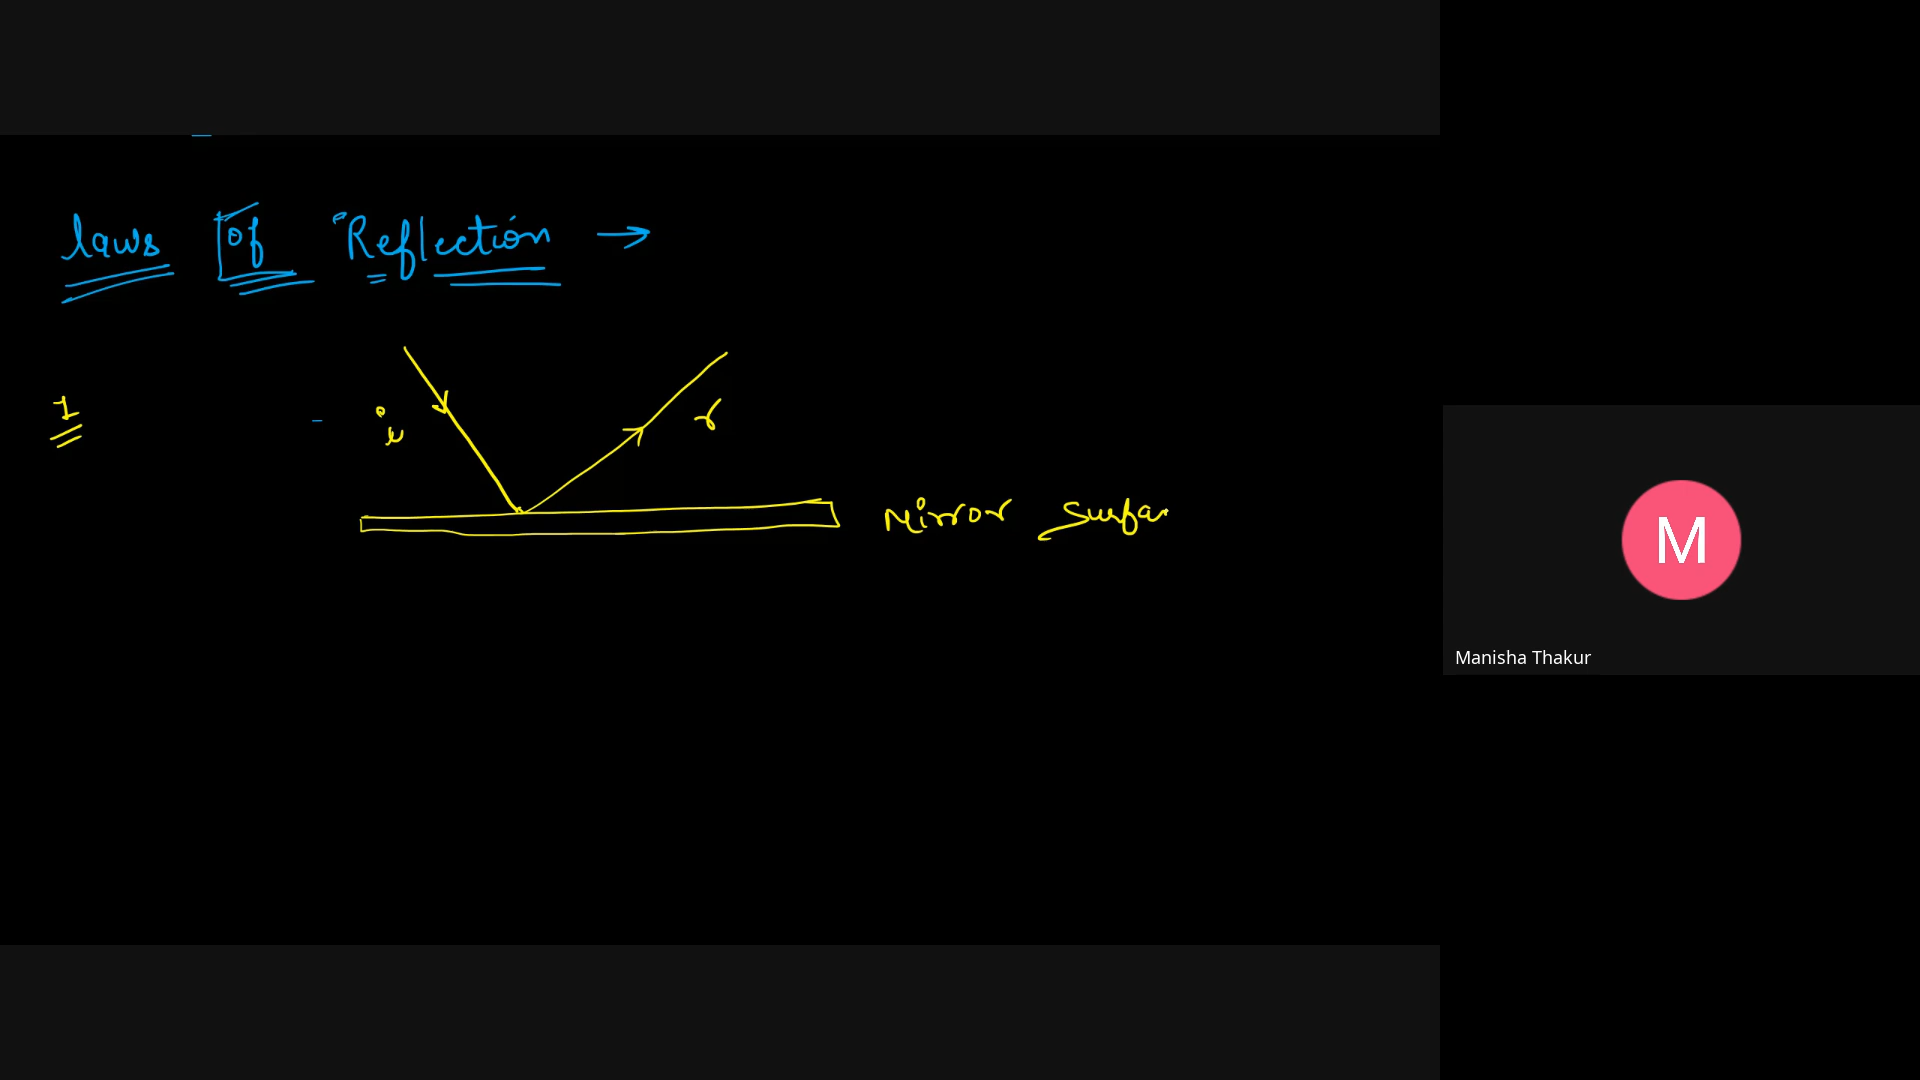 laws of Reflection →
1
i r
Mirror Surfa
M
Manisha Thakur